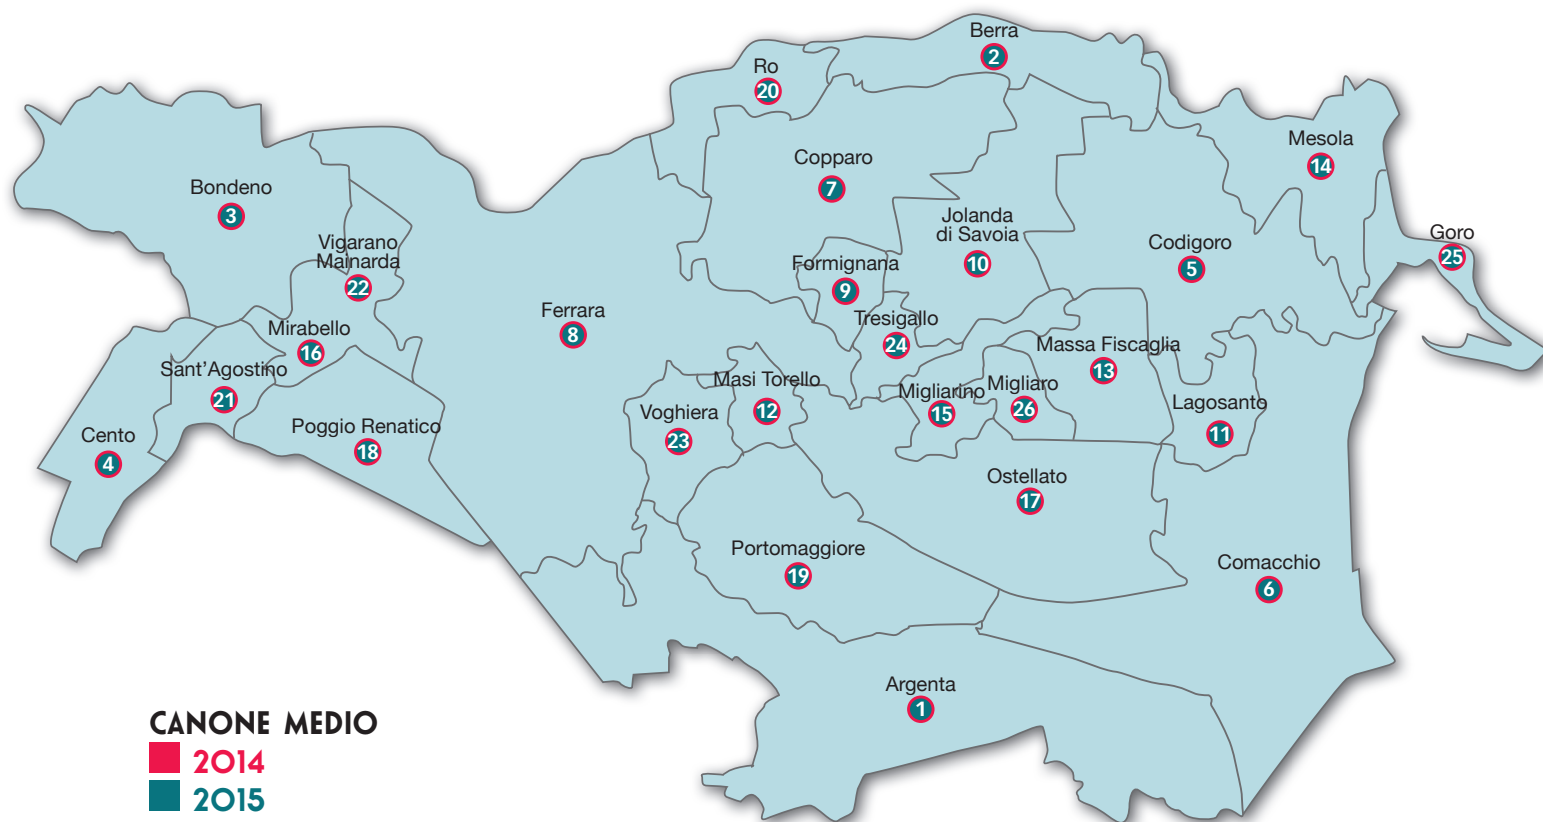 Berra
2
Ro
20
Mesola
14
Copparo
7
Bondeno
3
Jolanda
di Savoia
10
Goro
25
Vigarano
Mainarda
22
Codigoro
5
Formignana
9
Ferrara
8
Tresigallo
24
Mirabello
16
Massa Fiscaglia
13
Sant'Agostino
21
Masi Torello
12
Migliarino
15
Migliaro
26
Lagosanto
11
Voghiera
23
Poggio Renatico
18
Cento
4
Ostellato
17
Portomaggiore
19
Comacchio
6
Argenta
1
CANONE MEDIO
2014
2015